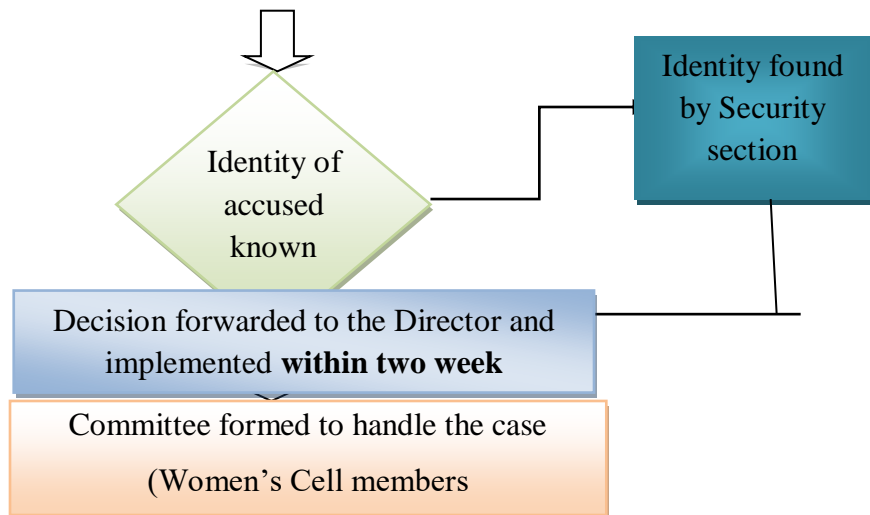 Identity of
accused
known
Identity found
by Security
section
Decision forwarded to the Director and
implemented within two week
Committee formed to handle the case
(Women’s Cell members